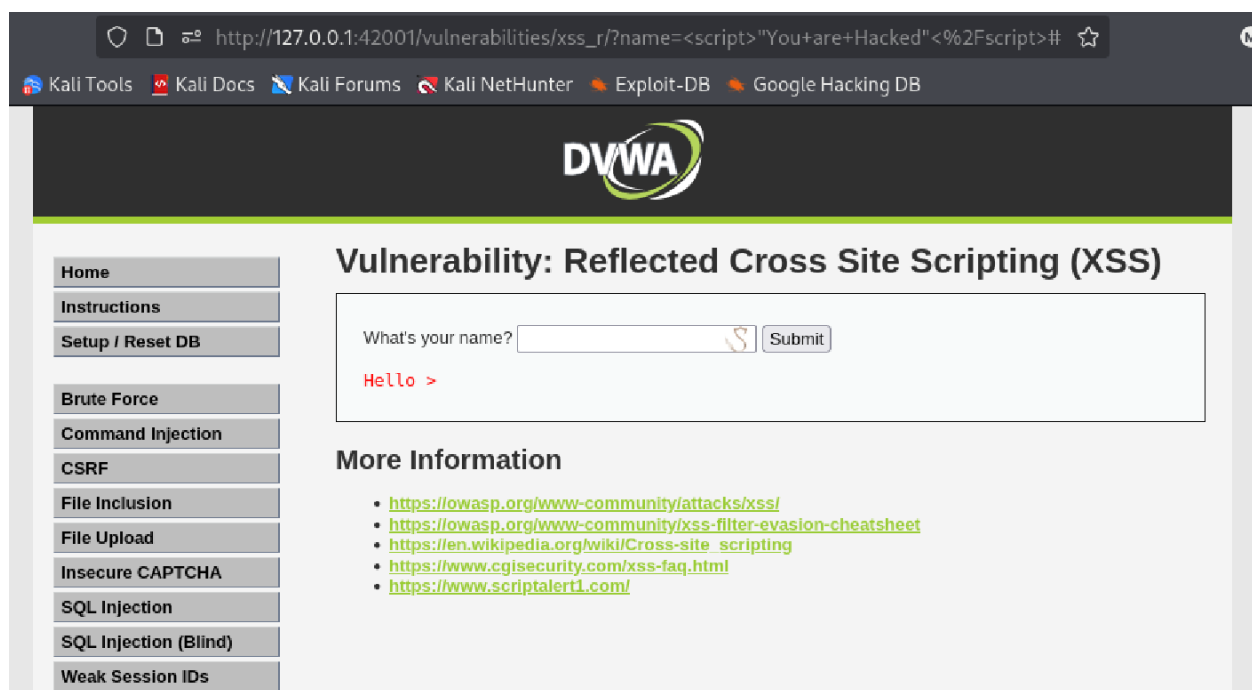 http://127.0.0.1:42001/vulnerabilities/xss_r/?name=<script>"You+are+Hacked"<%2Fscript>#
Kali Tools Kali Docs Kali Forums Kali NetHunter Exploit-DB Google Hacking DB
DVWA
Home
Instructions
Setup / Reset DB
Brute Force
Command Injection
CSRF
File Inclusion
File Upload
Insecure CAPTCHA
SQL Injection
SQL Injection (Blind)
Weak Session IDs
Vulnerability: Reflected Cross Site Scripting (XSS)
What's your name? Submit
Hello >
More Information
https://owasp.org/www-community/attacks/xss/
https://owasp.org/www-community/xss-filter-evasion-cheatsheet
https://en.wikipedia.org/wiki/Cross-site_scripting
https://www.cgisecurity.com/xss-faq.html
https://www.scriptalert1.com/